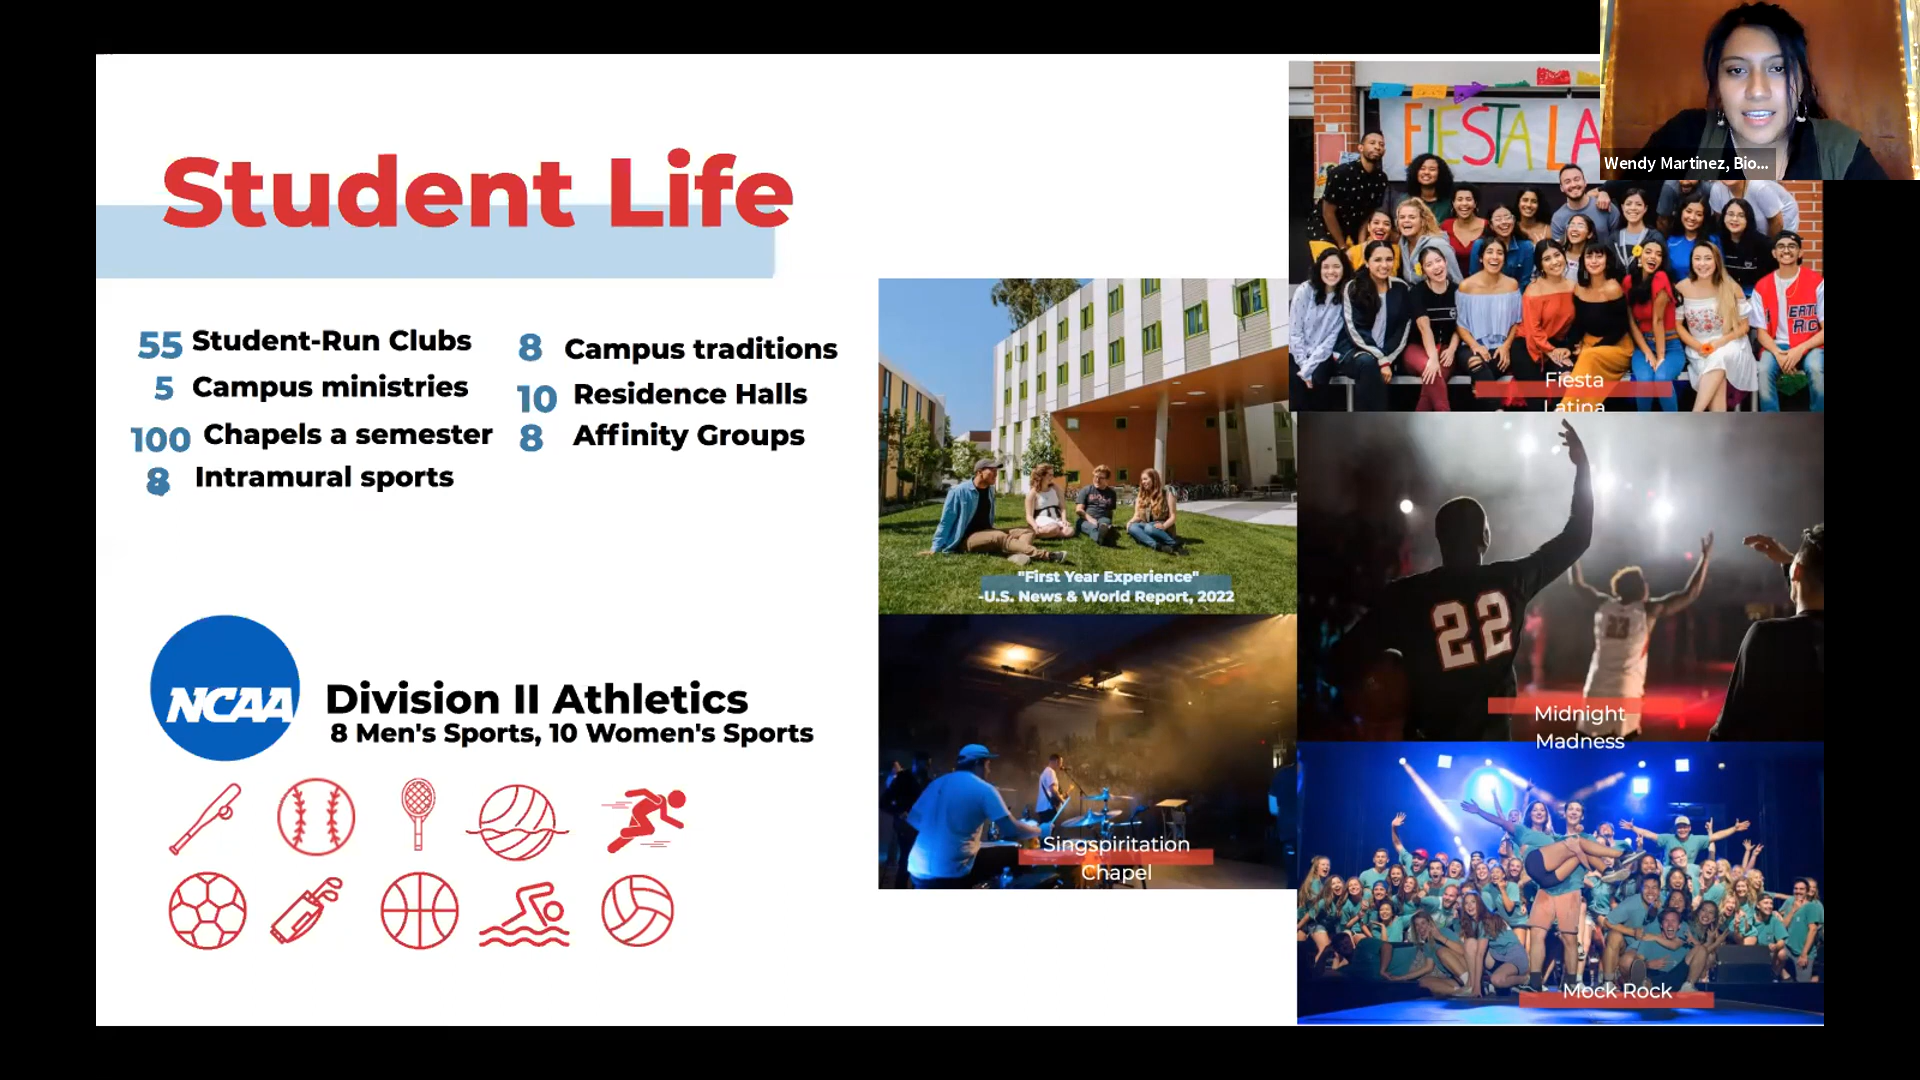 Student Life
55 Student-Run Clubs
5 Campus ministries
100 Chapels a semester
8 Intramural sports
8 Campus traditions
10 Residence Halls
8 Affinity Groups
NCAA
Division II Athletics
8 Men's Sports, 10 Women's Sports
"First Year Experience"
-U.S. News & World Report, 2022
Singspiritation
Chapel
FIESTA LA
Fiesta
Latina
22
33
Midnight
Madness
Mock Rock
Wendy Martinez, Bio...